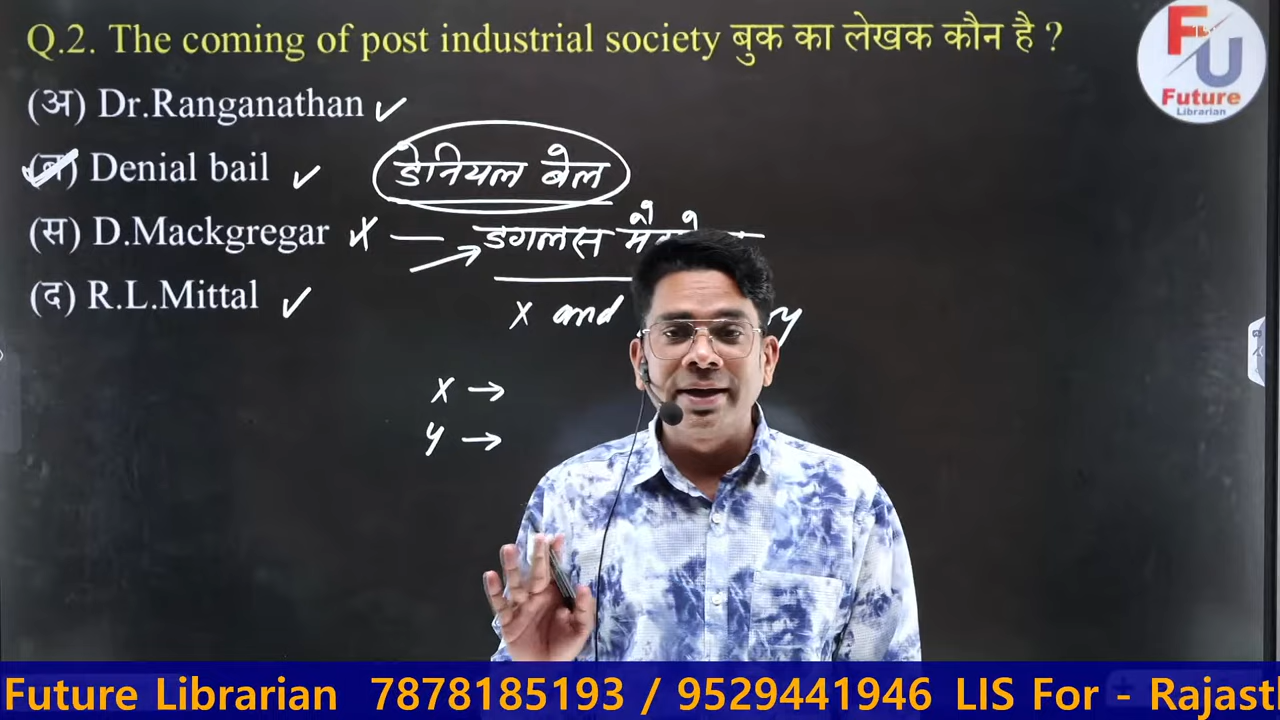 Q.2. The coming of post industrial society बुक का लेखक कौन है ?
FU
Future
Librarian
(अ) Dr.Ranganathan
(ब) Denial bail
डेनियल बेल
(स) D.Mackgregar x
डगलस
(द) R.L.Mittal
x and y
x →
y →
Future Librarian 7878185193 / 9529441946 LIS For -